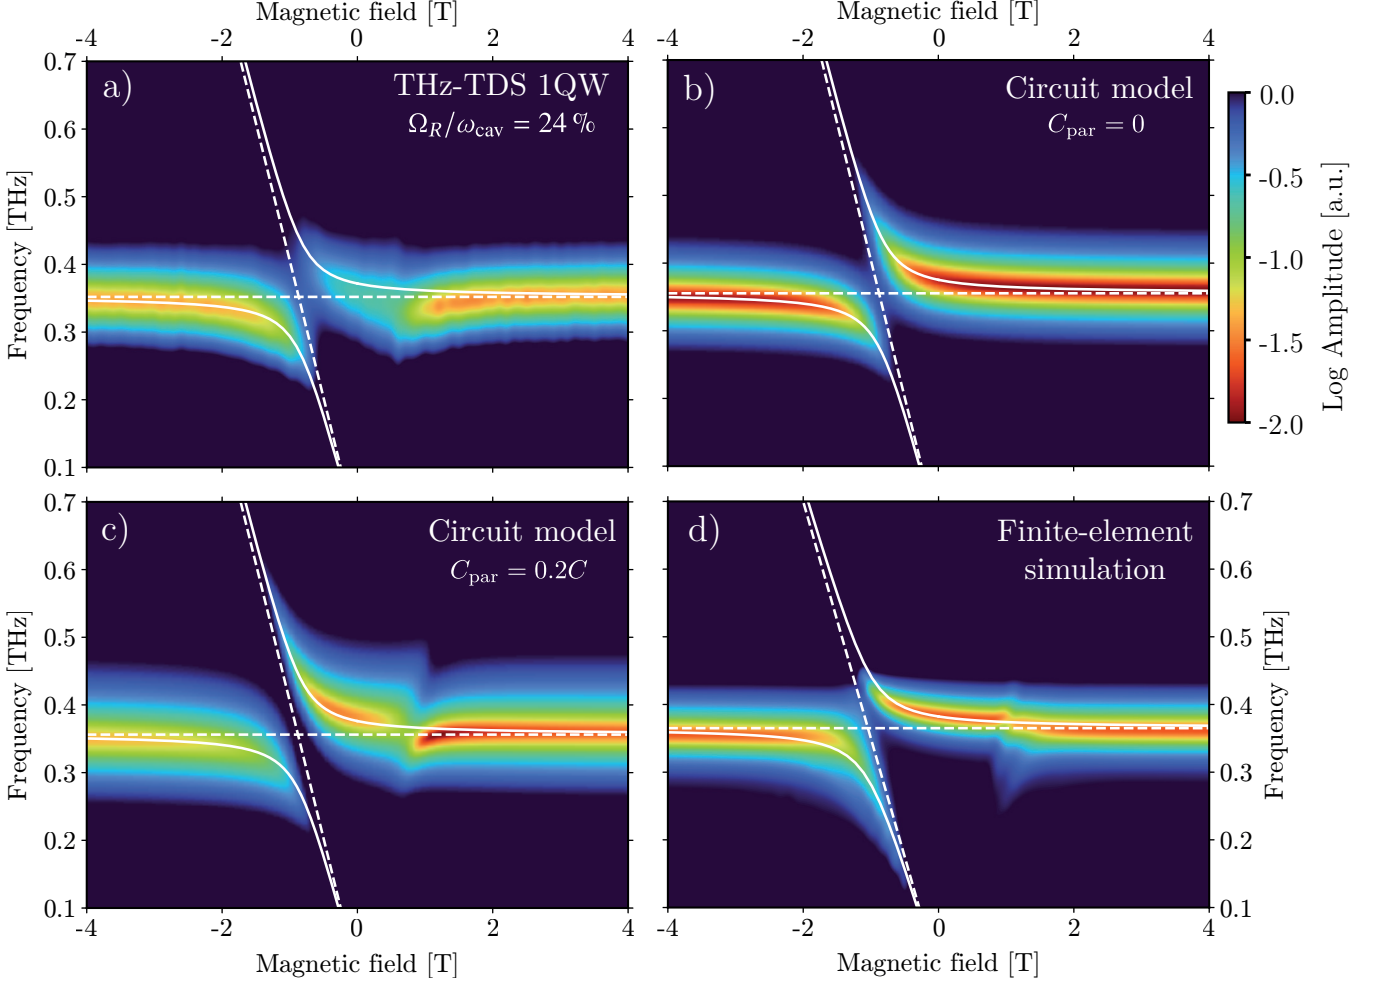 Magnetic field [T]
Magnetic field [T]
-4 -2 0 2 4
-4 -2 0 2 4
0.7
0.6
0.5
0.4
0.3
0.2
0.1
Frequency [THz]
a)
THz-TDS 1QW
Ω_R/ω_cav = 24 %
b)
Circuit model
C_par = 0
0.0
-0.5
-1.0
-1.5
-2.0
Log Amplitude [a.u.]
0.7
0.6
0.5
0.4
0.3
0.2
0.1
Frequency [THz]
c)
Circuit model
C_par = 0.2C
d)
Finite-element
simulation
0.7
0.6
0.5
0.4
0.3
0.2
0.1
Frequency [THz]
-4 -2 0 2 4
-4 -2 0 2 4
Magnetic field [T]
Magnetic field [T]